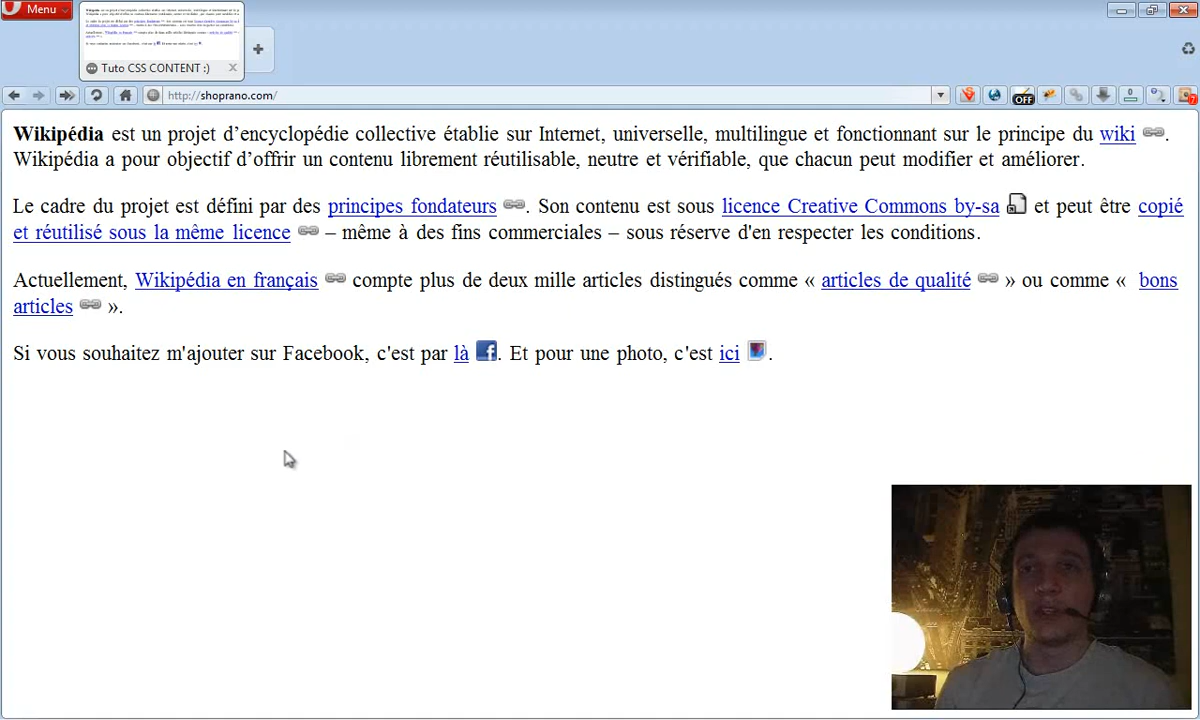 Menu
Tuto CSS CONTENT :)
http://shoprano.com/
OFF
Wikipédia est un projet d’encyclopédie collective établie sur Internet, universelle, multilingue et fonctionnant sur le principe du wiki.
Wikipédia a pour objectif d’offrir un contenu librement réutilisable, neutre et vérifiable, que chacun peut modifier et améliorer.
Le cadre du projet est défini par des principes fondateurs. Son contenu est sous licence Creative Commons by-sa et peut être copié
et réutilisé sous la même licence – même à des fins commerciales – sous réserve d'en respecter les conditions.
Actuellement, Wikipédia en français compte plus de deux mille articles distingués comme « articles de qualité » ou comme « bons
articles ».
Si vous souhaitez m'ajouter sur Facebook, c'est par là. Et pour une photo, c'est ici.